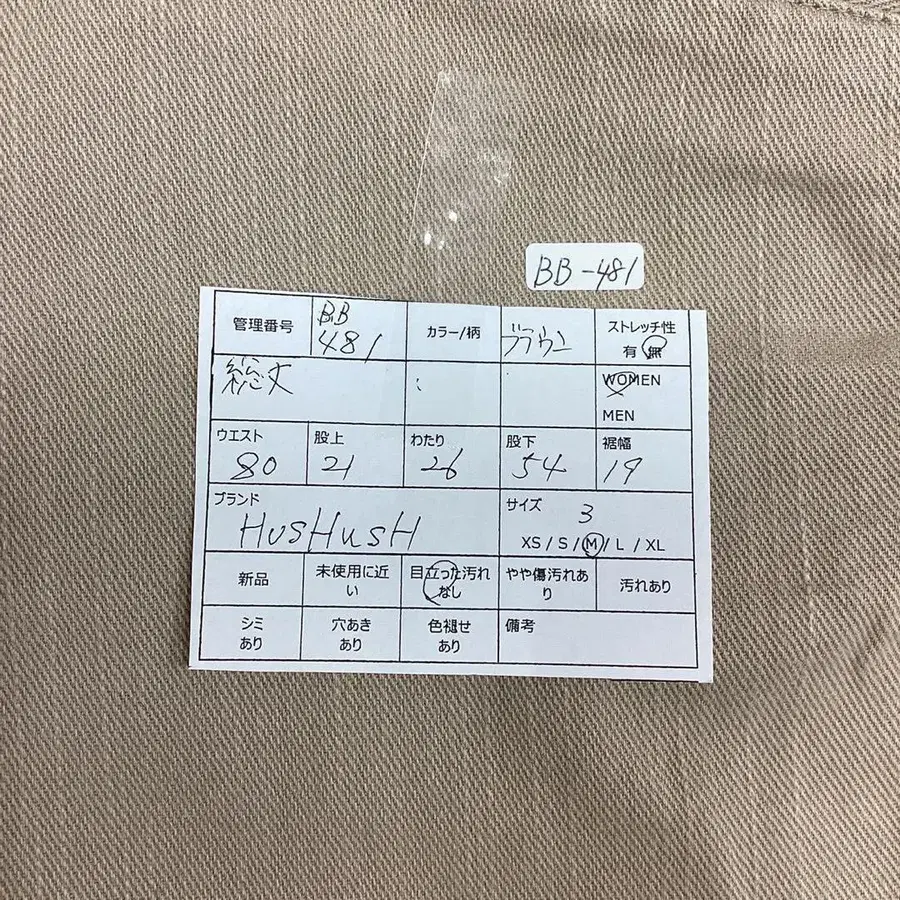 BB-481
管理番号 BB 481 カラー/柄 ブラウン ストレッチ性 有 無
総丈 WOMEN
MEN
ウエスト 股上 わたり 股下 裾幅
80 21 26 54 19
ブランド サイズ 3
HusHusH XS / S / M / L / XL
新品 未使用に近い 目立った汚れなし やや傷汚れあり 汚れあり
シミあり 穴あきあり 色褪せあり 備考